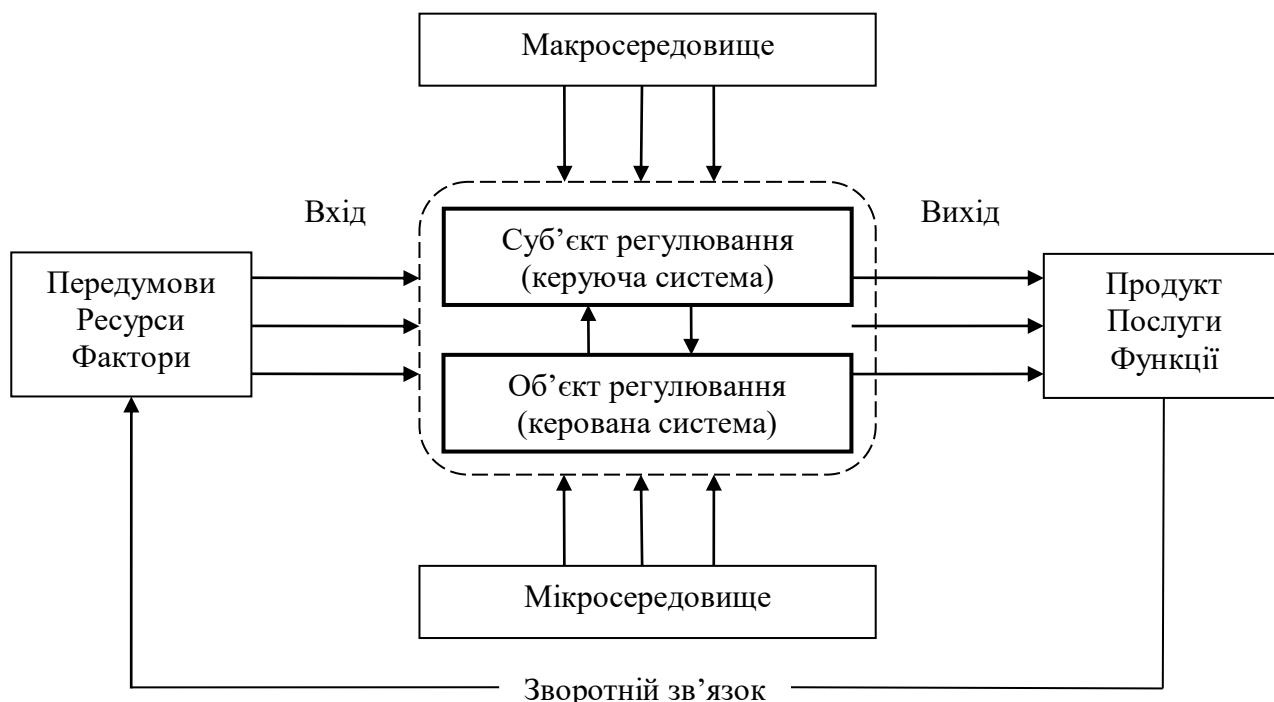 Макросередовище
Вхід
Вихід
Суб’єкт регулювання
(керуюча система)
Передумови
Ресурси
Фактори
Продукт
Послуги
Функції
Об’єкт регулювання
(керована система)
Мікросередовище
Зворотній зв’язок